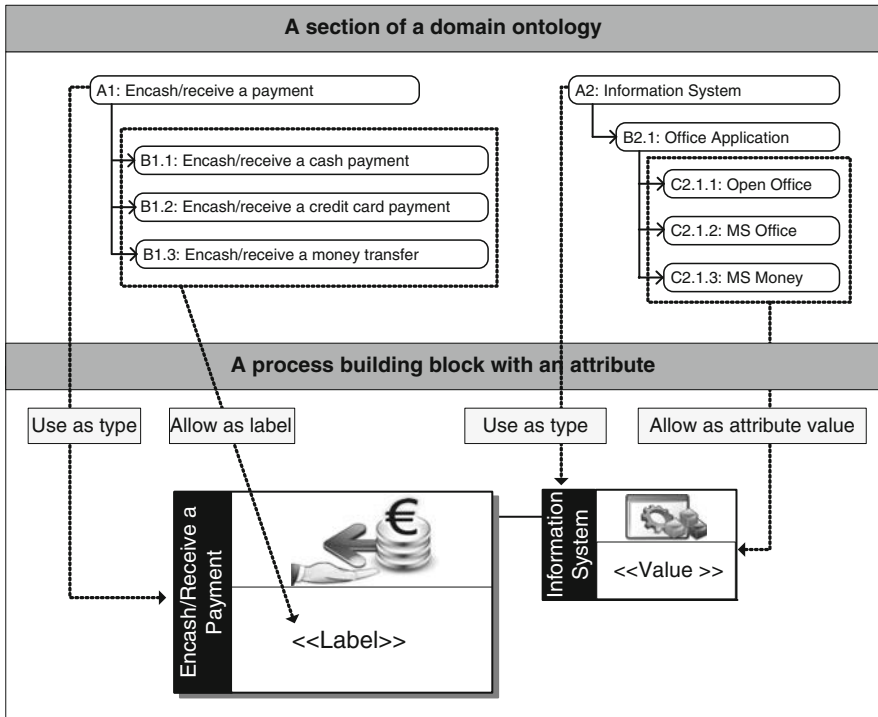 A section of a domain ontology
A1: Encash/receive a payment
B1.1: Encash/receive a cash payment
B1.2: Encash/receive a credit card payment
B1.3: Encash/receive a money transfer
A2: Information System
B2.1: Office Application
C2.1.1: Open Office
C2.1.2: MS Office
C2.1.3: MS Money
A process building block with an attribute
Use as type
Allow as label
Use as type
Allow as attribute value
Encash/Receive a
Payment
€
<<Label>>
Information
System
<<Value >>